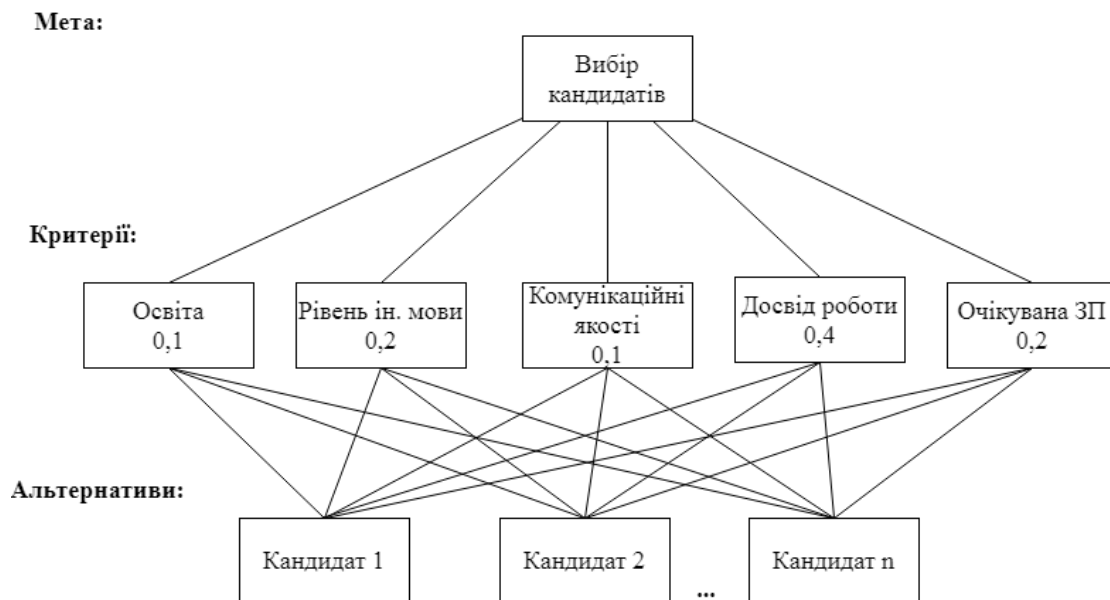 Мета:
Вибір
кандидатів
Критерії:
Освіта
0,1
Рівень ін. мови
0,2
Комунікаційні
якості
0,1
Досвід роботи
0,4
Очікувана ЗП
0,2
Альтернативи:
Кандидат 1
Кандидат 2
...
Кандидат n